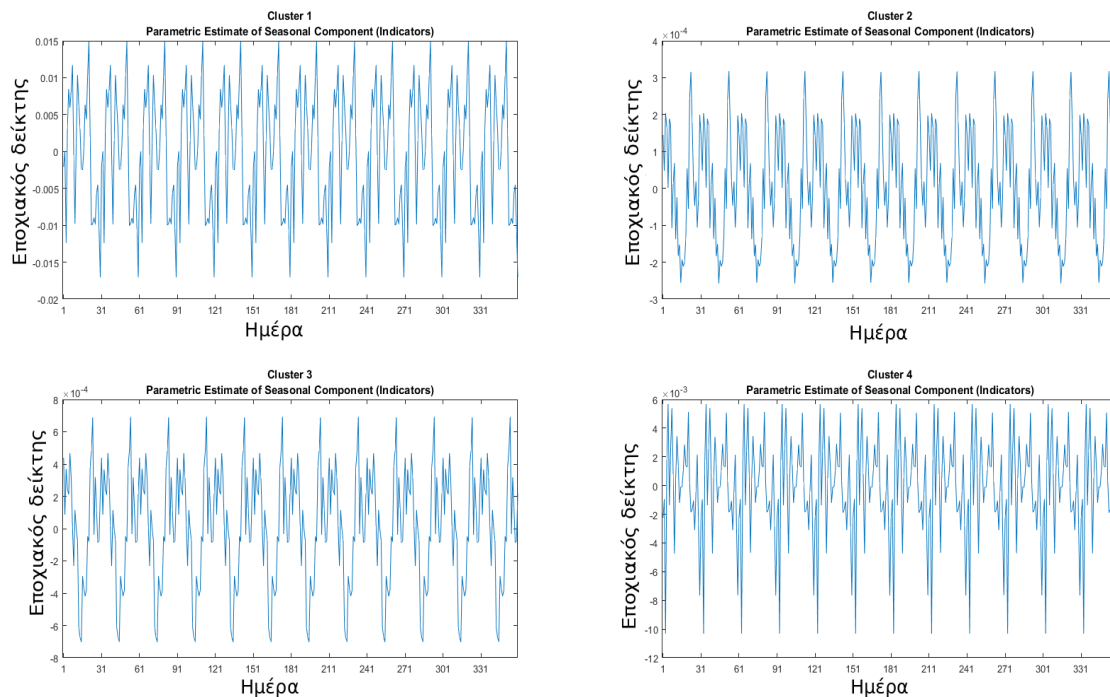 Cluster 1
Parametric Estimate of Seasonal Component (Indicators)
0.015
0.01
0.005
0
-0.005
-0.01
-0.015
-0.02
Εποχιακός δείκτης
1 31 61 91 121 151 181 211 241 271 301 331
Ημέρα
Cluster 2
Parametric Estimate of Seasonal Component (Indicators)
×10⁻⁴
4
3
2
1
0
-1
-2
-3
Εποχιακός δείκτης
1 31 61 91 121 151 181 211 241 271 301 331
Ημέρα
Cluster 3
Parametric Estimate of Seasonal Component (Indicators)
×10⁻⁴
8
6
4
2
0
-2
-4
-6
-8
Εποχιακός δείκτης
1 31 61 91 121 151 181 211 241 271 301 331
Ημέρα
Cluster 4
Parametric Estimate of Seasonal Component (Indicators)
×10⁻³
6
4
2
0
-2
-4
-6
-8
-10
-12
Εποχιακός δείκτης
1 31 61 91 121 151 181 211 241 271 301 331
Ημέρα